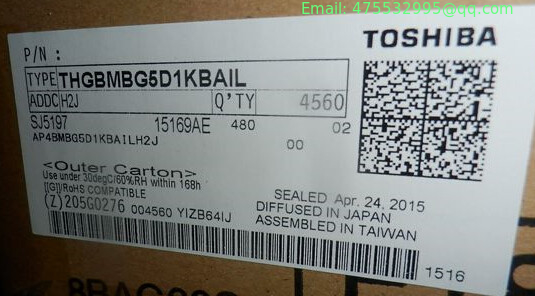 Email: 475532995@qq.com
TOSHIBA
P/N :
TYPE THGBMBG5D1KBAIL
ADDC H2J Q'TY 4560
SJ5197 15169AE 480 02
AP4BMBG5D1KBAILH2J 00
<Outer Carton>
Use under 30degC/60%RH within 168h
[[G]]/RoHS COMPATIBLE
SEALED Apr. 24, 2015
(Z)205G0276 004560 YIZB64IJ
DIFFUSED IN JAPAN
ASSEMBLED IN TAIWAN
1516